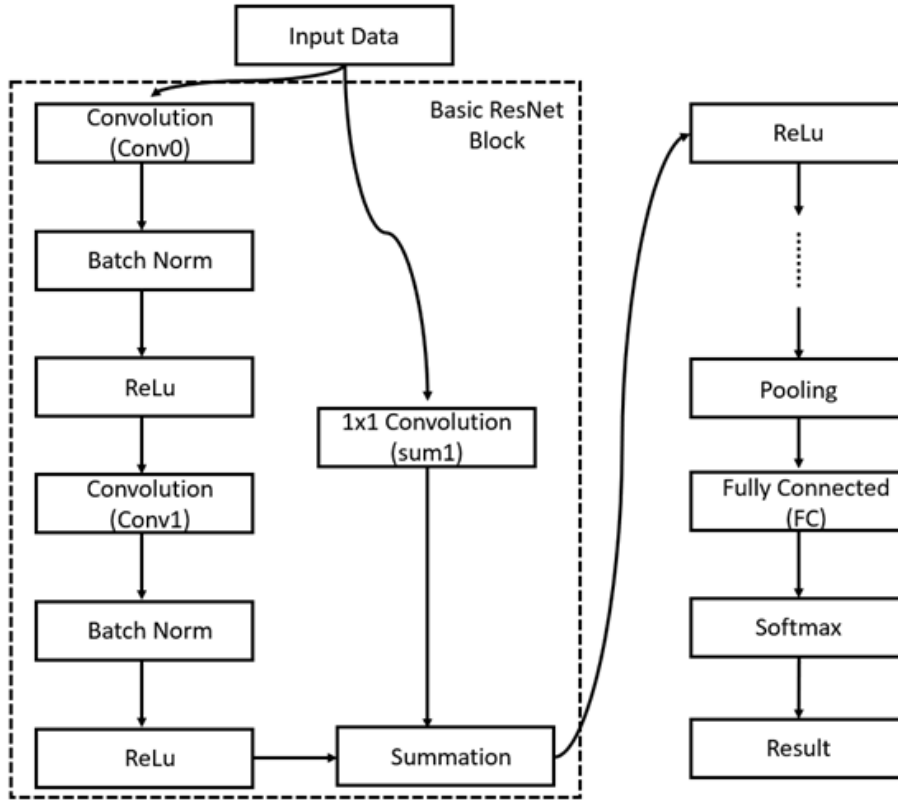 Input Data
Basic ResNet
Block
Convolution
(Conv0)
Batch Norm
ReLu
Convolution
(Conv1)
Batch Norm
ReLu
1x1 Convolution
(sum1)
Summation
ReLu
Pooling
Fully Connected
(FC)
Softmax
Result